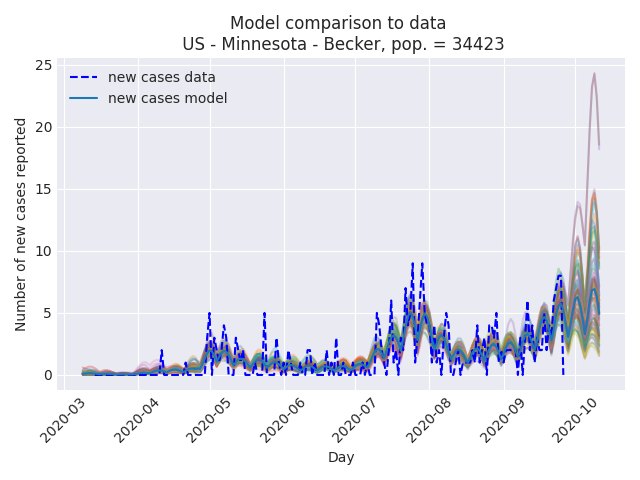 Model comparison to data
US - Minnesota - Becker, pop. = 34423
new cases data
new cases model
Number of new cases reported
25
20
15
10
5
0
2020-03
2020-04
2020-05
2020-06
2020-07
2020-08
2020-09
2020-10
Day